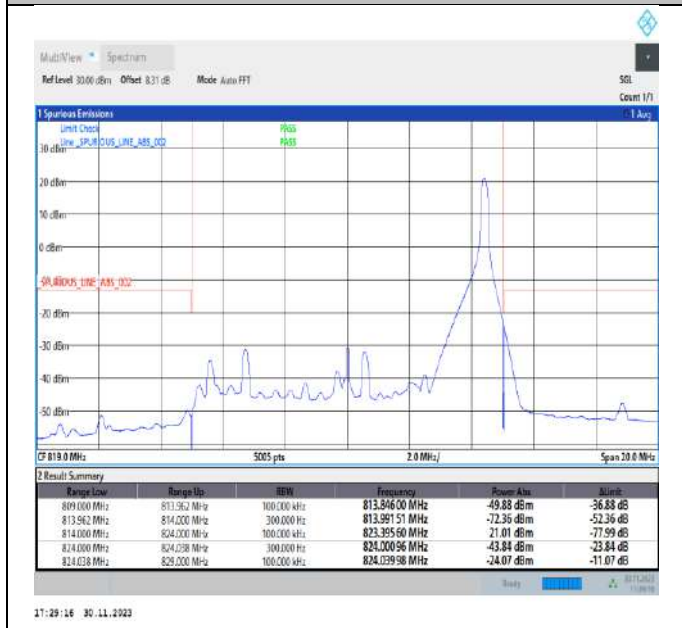 MultiView Spectrum
Ref Level 30.00 dBm Offset 8.31 dB Mode Auto FFT SGL
Count 1/1
1 Spurious Emissions 1 Avg
Limit Check PASS
Line _SPURIOUS_LINE_ABS_002 PASS
30 dBm
20 dBm
10 dBm
0 dBm
-SPURIOUS_LINE_ABS_002
-20 dBm
-30 dBm
-40 dBm
-50 dBm
CF 819.0 MHz 5005 pts 2.0 MHz/ Span 20.0 MHz
2 Result Summary
Range Low Range Up RBW Frequency Power Abs ΔLimit
809.000 MHz 813.962 MHz 100.000 kHz 813.84600 MHz -49.88 dBm -36.88 dB
813.962 MHz 814.000 MHz 300.000 Hz 813.99151 MHz -72.36 dBm -52.36 dB
814.000 MHz 824.000 MHz 100.000 kHz 823.39560 MHz 21.01 dBm -77.99 dB
824.000 MHz 824.038 MHz 300.000 Hz 824.00096 MHz -43.84 dBm -23.84 dB
824.038 MHz 829.000 MHz 100.000 kHz 824.03998 MHz -24.07 dBm -11.07 dB
Ready
17:29:16 30.11.2023